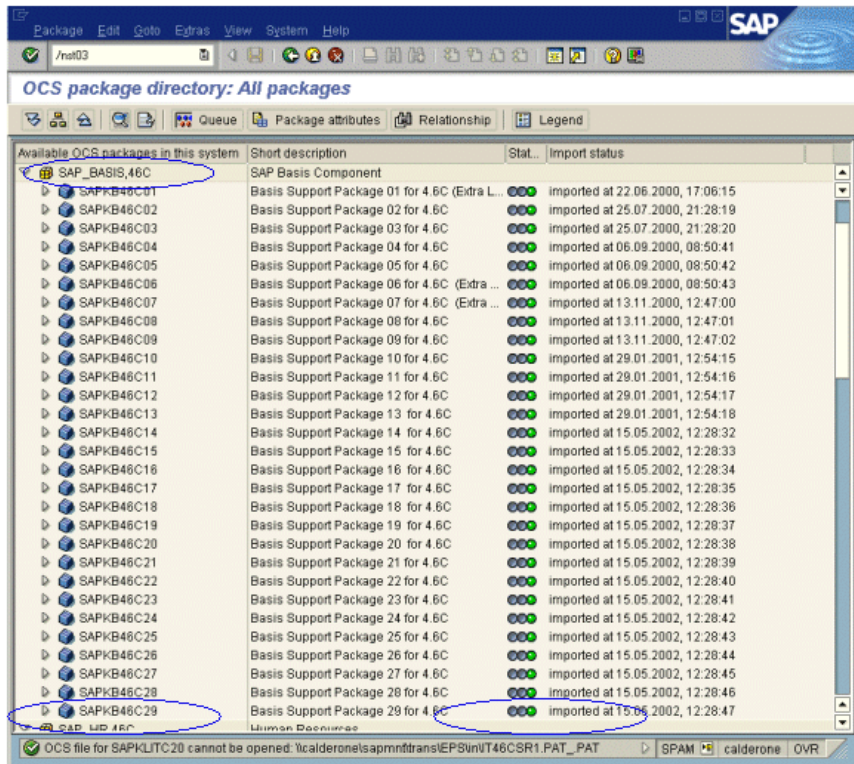 Package Edit Goto Extras View System Help
SAP
/nst03
OCS package directory: All packages
Queue Package attributes Relationship Legend
Available OCS packages in this system Short description Stat... Import status
SAP_BASIS,46C SAP Basis Component
SAPKB46C01 Basis Support Package 01 for 4.6C (Extra L... imported at 22.06.2000, 17:06:15
SAPKB46C02 Basis Support Package 02 for 4.6C imported at 25.07.2000, 21:28:19
SAPKB46C03 Basis Support Package 03 for 4.6C imported at 25.07.2000, 21:28:20
SAPKB46C04 Basis Support Package 04 for 4.6C imported at 06.09.2000, 08:50:41
SAPKB46C05 Basis Support Package 05 for 4.6C imported at 06.09.2000, 08:50:42
SAPKB46C06 Basis Support Package 06 for 4.6C (Extra ... imported at 06.09.2000, 08:50:43
SAPKB46C07 Basis Support Package 07 for 4.6C (Extra ... imported at 13.11.2000, 12:47:00
SAPKB46C08 Basis Support Package 08 for 4.6C imported at 13.11.2000, 12:47:01
SAPKB46C09 Basis Support Package 09 for 4.6C imported at 13.11.2000, 12:47:02
SAPKB46C10 Basis Support Package 10 for 4.6C imported at 29.01.2001, 12:54:15
SAPKB46C11 Basis Support Package 11 for 4.6C imported at 29.01.2001, 12:54:16
SAPKB46C12 Basis Support Package 12 for 4.6C imported at 29.01.2001, 12:54:17
SAPKB46C13 Basis Support Package 13 for 4.6C imported at 29.01.2001, 12:54:18
SAPKB46C14 Basis Support Package 14 for 4.6C imported at 15.05.2002, 12:28:32
SAPKB46C15 Basis Support Package 15 for 4.6C imported at 15.05.2002, 12:28:33
SAPKB46C16 Basis Support Package 16 for 4.6C imported at 15.05.2002, 12:28:34
SAPKB46C17 Basis Support Package 17 for 4.6C imported at 15.05.2002, 12:28:35
SAPKB46C18 Basis Support Package 18 for 4.6C imported at 15.05.2002, 12:28:36
SAPKB46C19 Basis Support Package 19 for 4.6C imported at 15.05.2002, 12:28:37
SAPKB46C20 Basis Support Package 20 for 4.6C imported at 15.05.2002, 12:28:38
SAPKB46C21 Basis Support Package 21 for 4.6C imported at 15.05.2002, 12:28:39
SAPKB46C22 Basis Support Package 22 for 4.6C imported at 15.05.2002, 12:28:40
SAPKB46C23 Basis Support Package 23 for 4.6C imported at 15.05.2002, 12:28:41
SAPKB46C24 Basis Support Package 24 for 4.6C imported at 15.05.2002, 12:28:42
SAPKB46C25 Basis Support Package 25 for 4.6C imported at 15.05.2002, 12:28:43
SAPKB46C26 Basis Support Package 26 for 4.6C imported at 15.05.2002, 12:28:44
SAPKB46C27 Basis Support Package 27 for 4.6C imported at 15.05.2002, 12:28:45
SAPKB46C28 Basis Support Package 28 for 4.6C imported at 15.05.2002, 12:28:46
SAPKB46C29 Basis Support Package 29 for 4.6C imported at 15.05.2002, 12:28:47
SAP_HR,46C Human Resources
OCS file for SAPKLITC20 cannot be opened: \\calderone\sapmnt\trans\EPS\in\IT46CSR1.PAT_.PAT SPAM calderone OVR